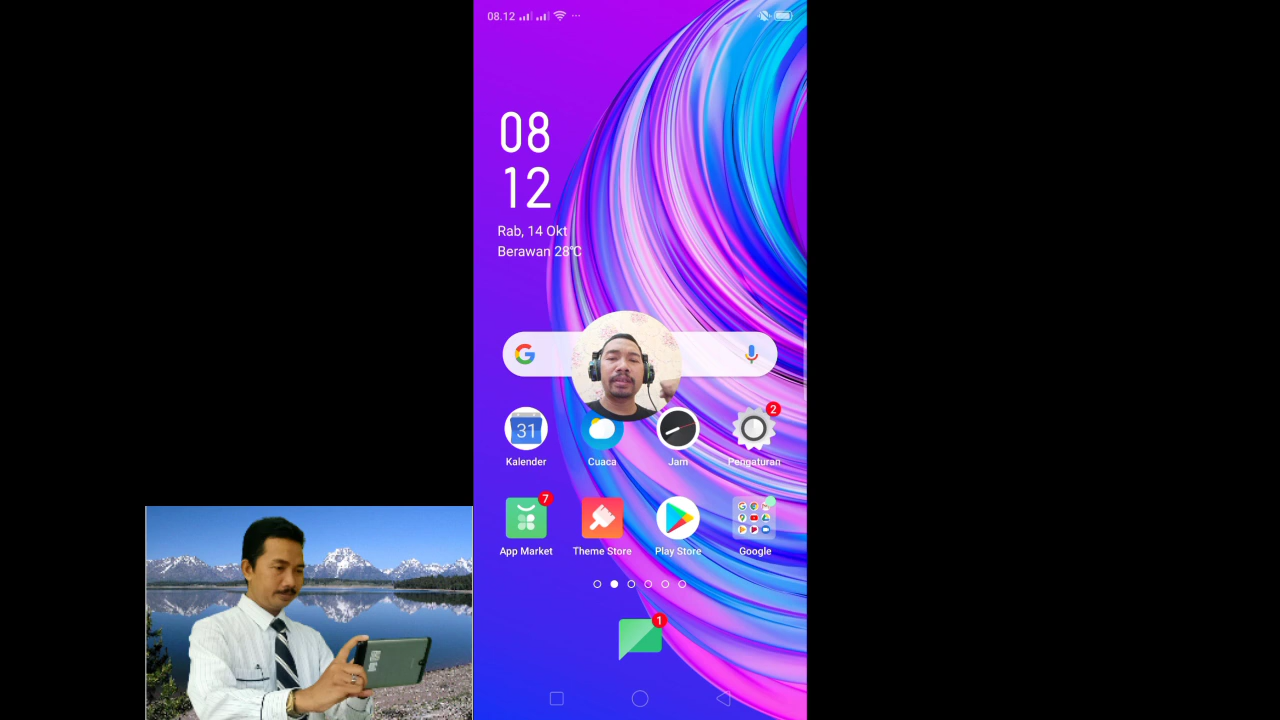 08.12
08
12
Rab, 14 Okt
Berawan 28°C
31
2
Kalender
Cuaca
Jam
Pengaturan
7
App Market
Theme Store
Play Store
Google
1